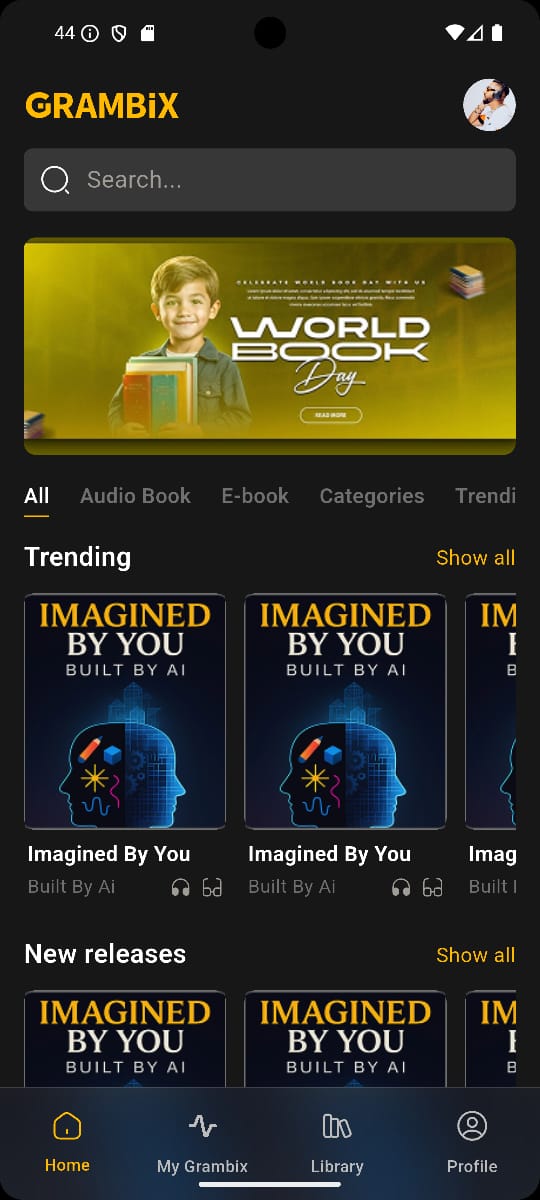 44
GRAMBiX
Search...
CELEBRATE WORLD BOOK DAY WITH US
WORLD
BOOK
Day
READ MORE
All Audio Book E-book Categories Trendi
Trending Show all
IMAGINED IMAGINED IM
BY YOU BY YOU
BUILT BY AI BUILT BY AI
Imagined By You Imagined By You Imag
Built By Ai Built By Ai Built
New releases Show all
IMAGINED IMAGINED IM
BY YOU BY YOU
BUILT BY AI BUILT BY AI
Home My Grambix Library Profile